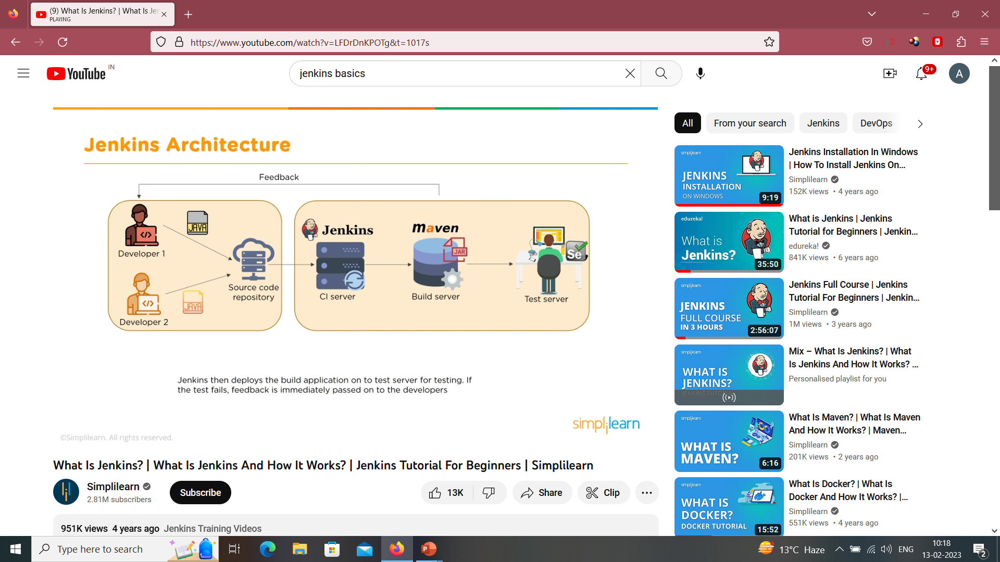 (9) What Is Jenkins? | What Is Jen
PLAYING
https://www.youtube.com/watch?v=LFDrDnKPOTg&t=1017s
YouTube IN
jenkins basics
9+
A
Jenkins Architecture
Feedback
Developer 1
JAVA
Developer 2
JAVA
Source code
repository
Jenkins
CI server
maven
JAR
Build server
Se
Test server
Jenkins then deploys the build application on to test server for testing. If
the test fails, feedback is immediately passed on to the developers
©Simplilearn. All rights reserved.
simplilearn
What Is Jenkins? | What Is Jenkins And How It Works? | Jenkins Tutorial For Beginners | Simplilearn
Simplilearn
2.81M subscribers
Subscribe
13K
Share
Clip
951K views 4 years ago Jenkins Training Videos
All
From your search
Jenkins
DevOps
simplilearn
JENKINS
INSTALLATION
ON WINDOWS
9:19
Jenkins Installation In Windows
| How To Install Jenkins On...
Simplilearn
152K views • 4 years ago
edureka!
What is
Jenkins?
35:50
What is Jenkins | Jenkins
Tutorial for Beginners | Jenkin...
edureka!
841K views • 6 years ago
simplilearn
JENKINS
FULL COURSE
IN 3 HOURS
2:56:07
Jenkins Full Course | Jenkins
Tutorial For Beginners | Jenkin...
Simplilearn
1M views • 3 years ago
simplilearn
WHAT IS
JENKINS?
JENKINS TUTORIAL
Mix – What Is Jenkins? | What
Is Jenkins And How It Works? ...
Personalised playlist for you
simplilearn
WHAT IS
MAVEN?
6:16
What Is Maven? | What Is Maven
And How It Works? | Maven...
Simplilearn
201K views • 2 years ago
simplilearn
WHAT IS
DOCKER?
DOCKER TUTORIAL
15:52
What Is Docker? | What Is
Docker And How It Works? |...
Simplilearn
551K views • 4 years ago
Type here to search
P
13°C Haze
ENG
10:18
13-02-2023
2